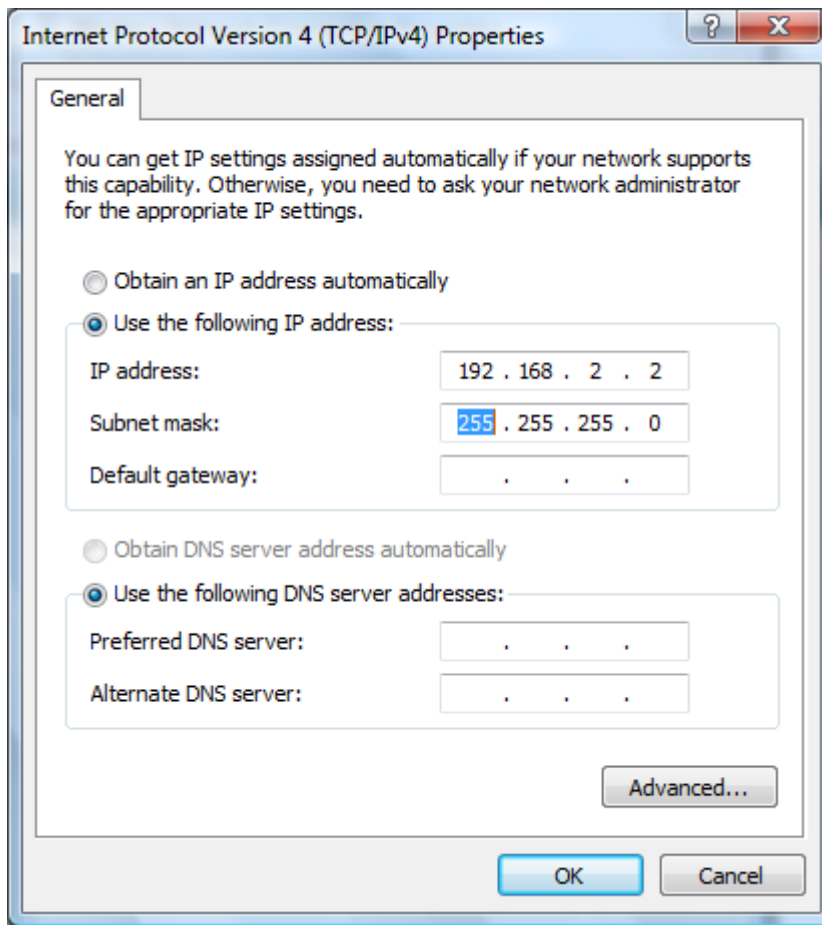 Internet Protocol Version 4 (TCP/IPv4) Properties
General
You can get IP settings assigned automatically if your network supports
this capability. Otherwise, you need to ask your network administrator
for the appropriate IP settings.
Obtain an IP address automatically
Use the following IP address:
IP address: 192 . 168 . 2 . 2
Subnet mask: 255 . 255 . 255 . 0
Default gateway: . . .
Obtain DNS server address automatically
Use the following DNS server addresses:
Preferred DNS server: . . .
Alternate DNS server: . . .
Advanced...
OK Cancel